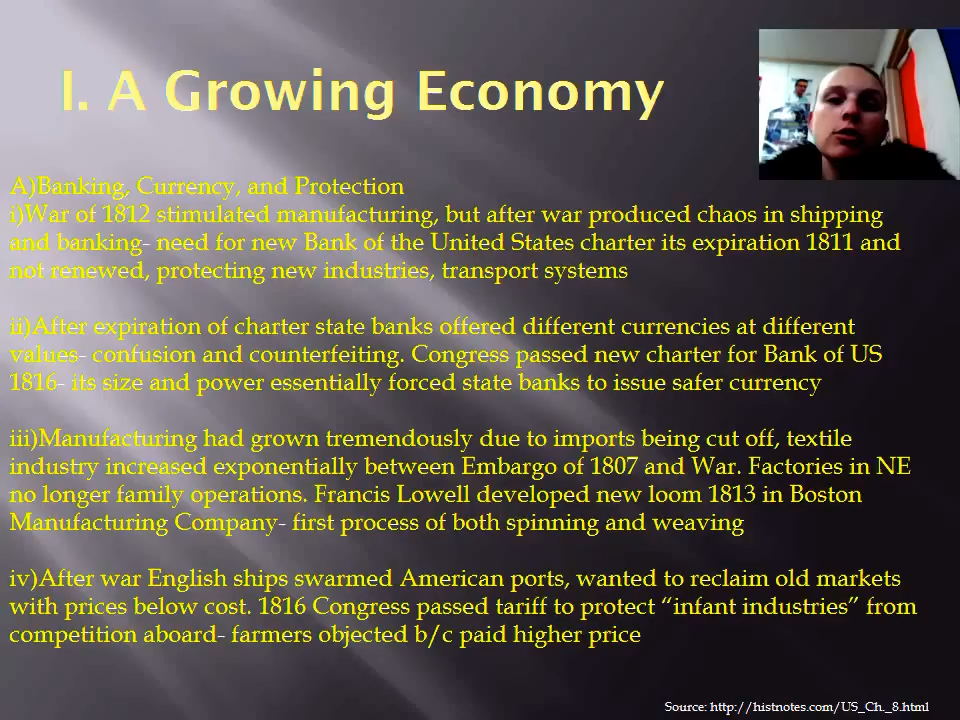 I. A Growing Economy
A)Banking, Currency, and Protection
i)War of 1812 stimulated manufacturing, but after war produced chaos in shipping
and banking- need for new Bank of the United States charter its expiration 1811 and
not renewed, protecting new industries, transport systems
ii)After expiration of charter state banks offered different currencies at different
values- confusion and counterfeiting. Congress passed new charter for Bank of US
1816- its size and power essentially forced state banks to issue safer currency
iii)Manufacturing had grown tremendously due to imports being cut off, textile
industry increased exponentially between Embargo of 1807 and War. Factories in NE
no longer family operations. Francis Lowell developed new loom 1813 in Boston
Manufacturing Company- first process of both spinning and weaving
iv)After war English ships swarmed American ports, wanted to reclaim old markets
with prices below cost. 1816 Congress passed tariff to protect “infant industries” from
competition aboard- farmers objected b/c paid higher price
Source: http://histnotes.com/US_Ch._8.html